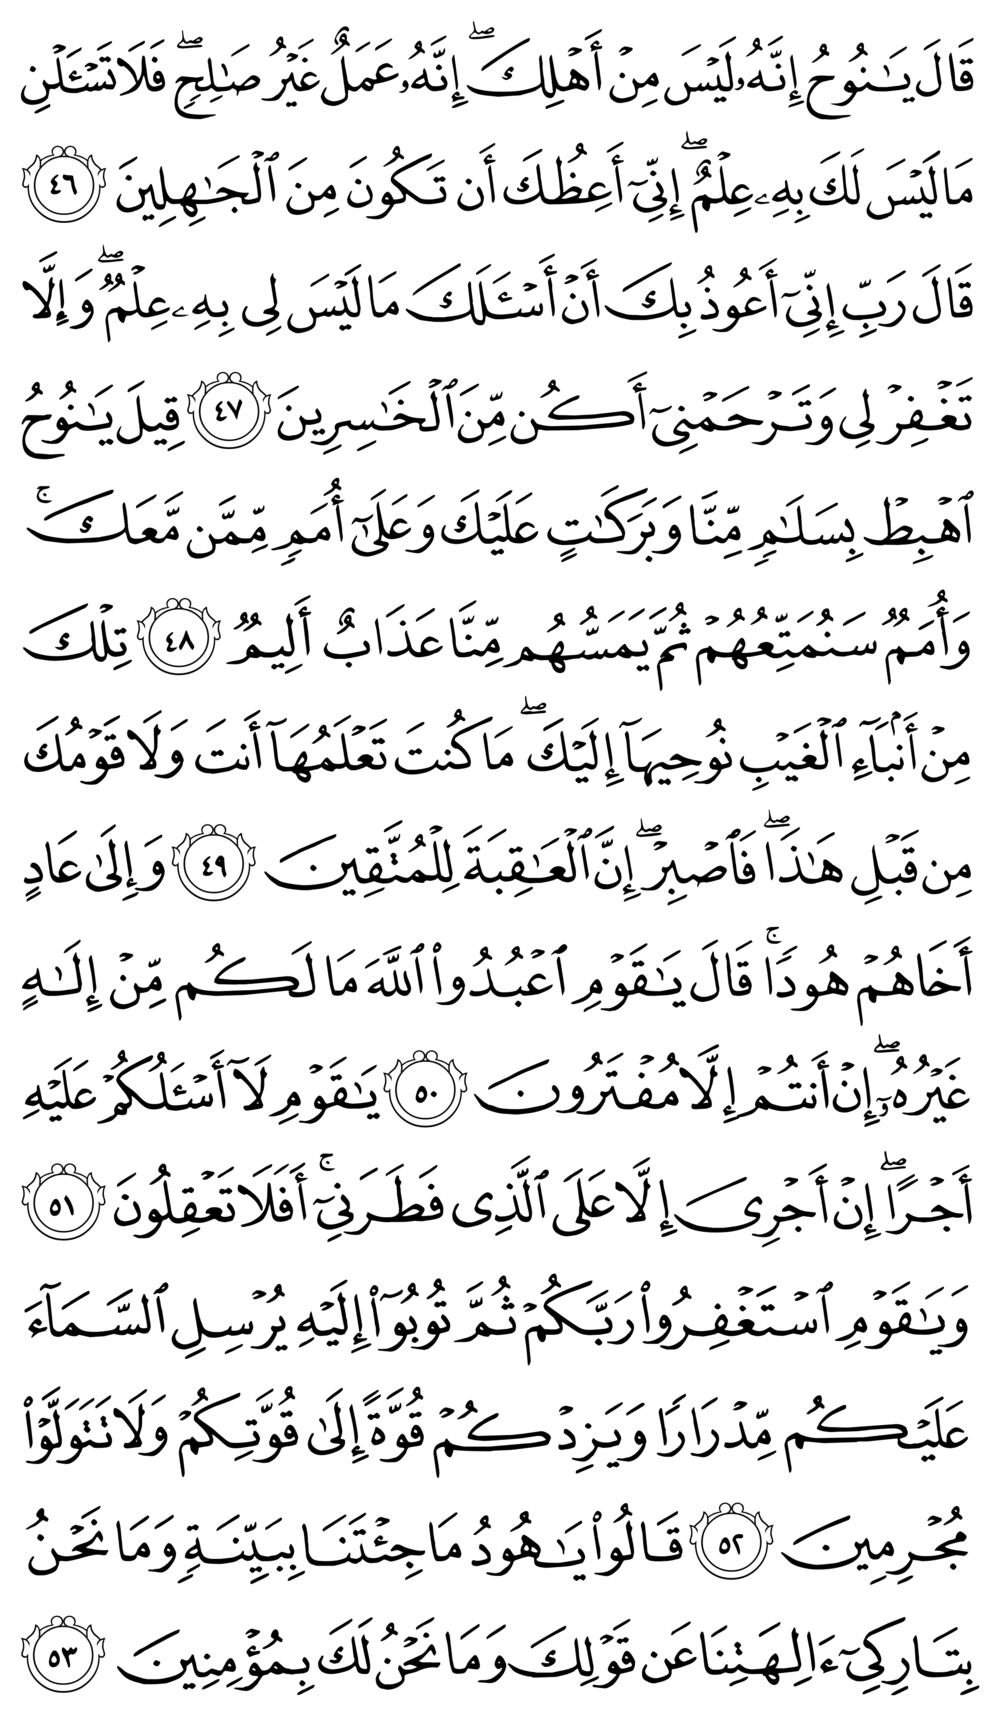 قَالَ يَٰنُوحُ إِنَّهُۥ لَيۡسَ مِنۡ أَهۡلِكَۖ إِنَّهُۥ عَمَلٌ غَيۡرُ صَٰلِحٖۖ فَلَا تَسۡـَٔلۡنِ
مَا لَيۡسَ لَكَ بِهِۦ عِلۡمٌۖ إِنِّيٓ أَعِظُكَ أَن تَكُونَ مِنَ ٱلۡجَٰهِلِينَ ٤٦
قَالَ رَبِّ إِنِّيٓ أَعُوذُ بِكَ أَنۡ أَسۡـَٔلَكَ مَا لَيۡسَ لِي بِهِۦ عِلۡمٞۖ وَإِلَّا
تَغۡفِرۡ لِي وَتَرۡحَمۡنِيٓ أَكُن مِّنَ ٱلۡخَٰسِرِينَ ٤٧ قِيلَ يَٰنُوحُ
ٱهۡبِطۡ بِسَلَٰمٖ مِّنَّا وَبَرَكَٰتٍ عَلَيۡكَ وَعَلَىٰٓ أُمَمٖ مِّمَّن مَّعَكَۚ
وَأُمَمٞ سَنُمَتِّعُهُمۡ ثُمَّ يَمَسُّهُم مِّنَّا عَذَابٌ أَلِيمٞ ٤٨ تِلۡكَ
مِنۡ أَنۢبَآءِ ٱلۡغَيۡبِ نُوحِيهَآ إِلَيۡكَۖ مَا كُنتَ تَعۡلَمُهَآ أَنتَ وَلَا قَوۡمُكَ
مِن قَبۡلِ هَٰذَاۖ فَٱصۡبِرۡۖ إِنَّ ٱلۡعَٰقِبَةَ لِلۡمُتَّقِينَ ٤٩ وَإِلَىٰ عَادٍ
أَخَاهُمۡ هُودٗاۚ قَالَ يَٰقَوۡمِ ٱعۡبُدُواْ ٱللَّهَ مَا لَكُم مِّنۡ إِلَٰهٍ
غَيۡرُهُۥٓۖ إِنۡ أَنتُمۡ إِلَّا مُفۡتَرُونَ ٥٠ يَٰقَوۡمِ لَآ أَسۡـَٔلُكُمۡ عَلَيۡهِ
أَجۡرًاۖ إِنۡ أَجۡرِيَ إِلَّا عَلَى ٱلَّذِي فَطَرَنِيٓۚ أَفَلَا تَعۡقِلُونَ ٥١
وَيَٰقَوۡمِ ٱسۡتَغۡفِرُواْ رَبَّكُمۡ ثُمَّ تُوبُوٓاْ إِلَيۡهِ يُرۡسِلِ ٱلسَّمَآءَ
عَلَيۡكُم مِّدۡرَارٗا وَيَزِدۡكُمۡ قُوَّةً إِلَىٰ قُوَّتِكُمۡ وَلَا تَتَوَلَّوۡاْ
مُجۡرِمِينَ ٥٢ قَالُواْ يَٰهُودُ مَا جِئۡتَنَا بِبَيِّنَةٖ وَمَا نَحۡنُ
بِتَارِكِيٓ ءَالِهَتِنَا عَن قَوۡلِكَ وَمَا نَحۡنُ لَكَ بِمُؤۡمِنِينَ ٥٣